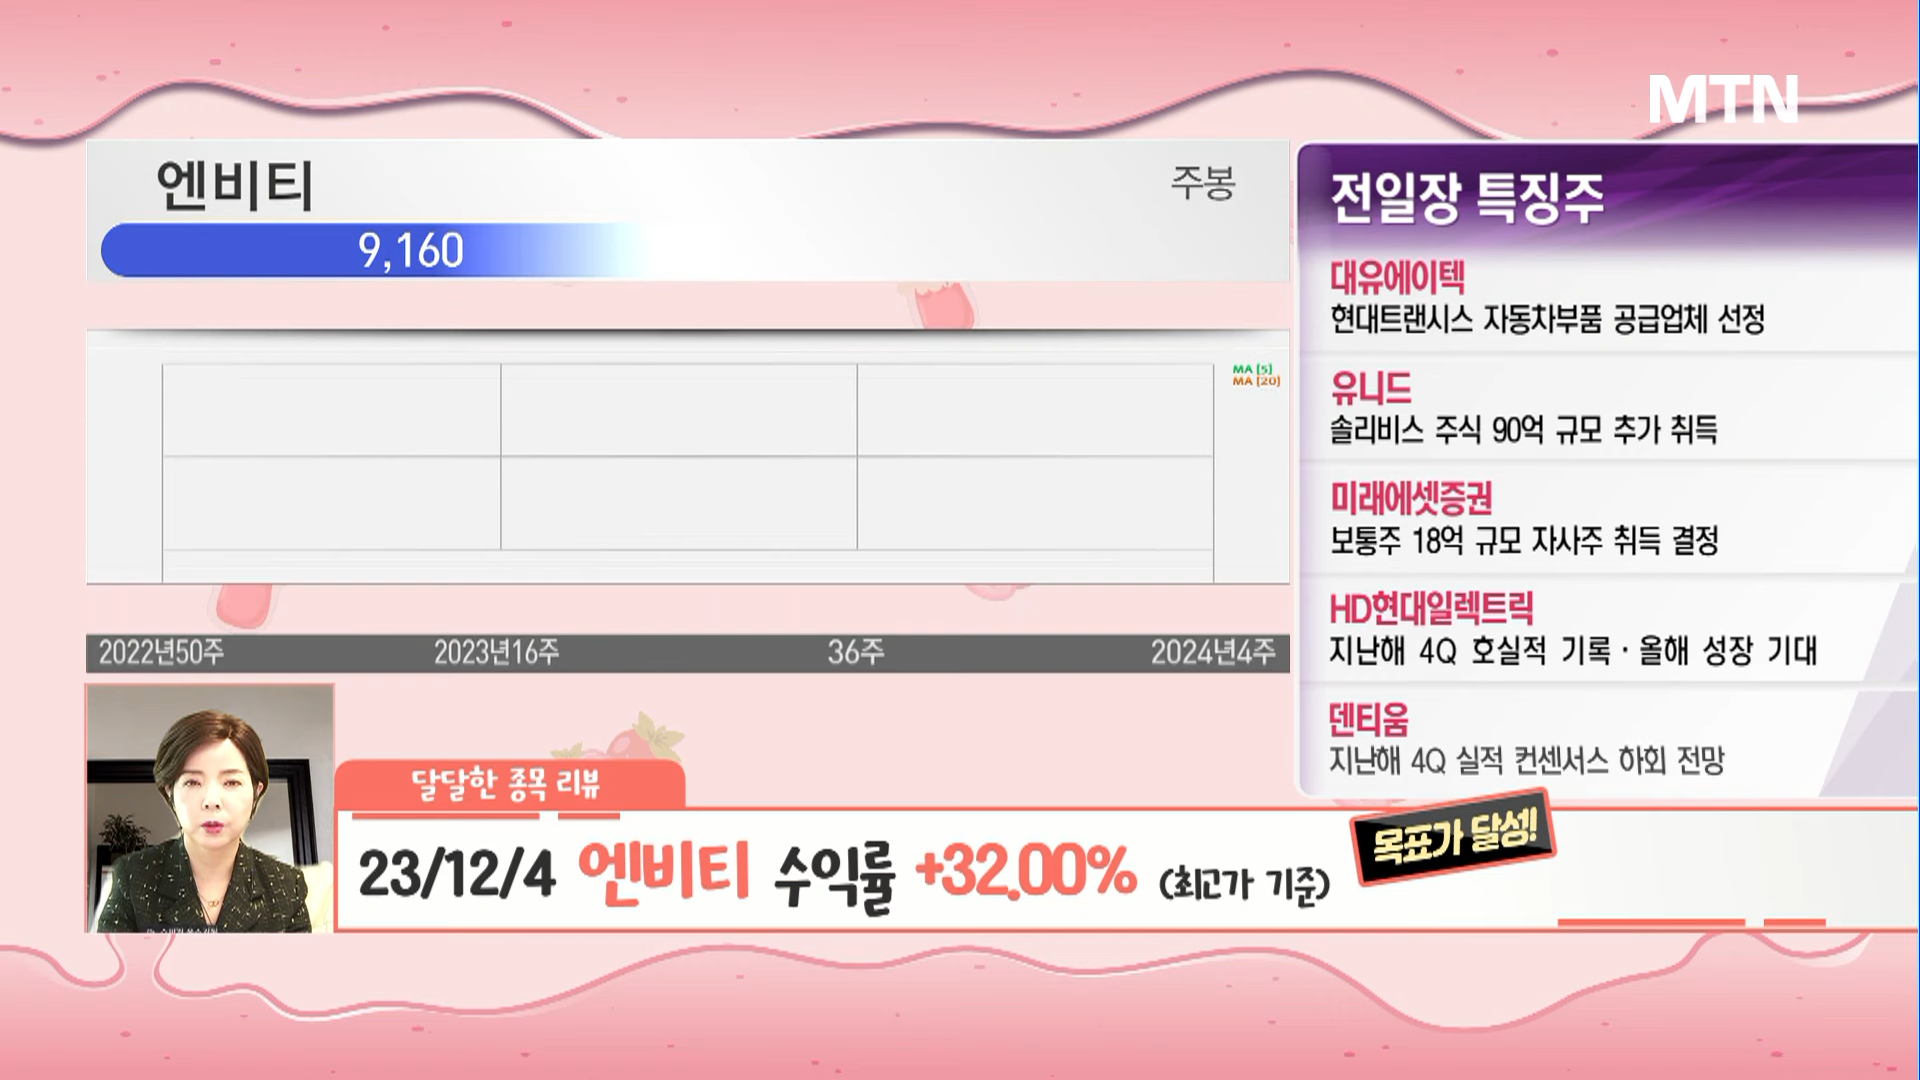 MTN
엔비티
주봉
9,160
MA [5]
MA [20]
2022년50주
2023년16주
36주
2024년4주
전일장 특징주
대유에이텍
현대트랜시스 자동차부품 공급업체 선정
유니드
솔리비스 주식 90억 규모 추가 취득
미래에셋증권
보통주 18억 규모 자사주 취득 결정
HD현대일렉트릭
지난해 4Q 호실적 기록·올해 성장 기대
덴티움
지난해 4Q 실적 컨센서스 하회 전망
달달한 종목 리뷰
23/12/4 엔비티 수익률 +32.00% (최고가 기준)
목표가 달성!